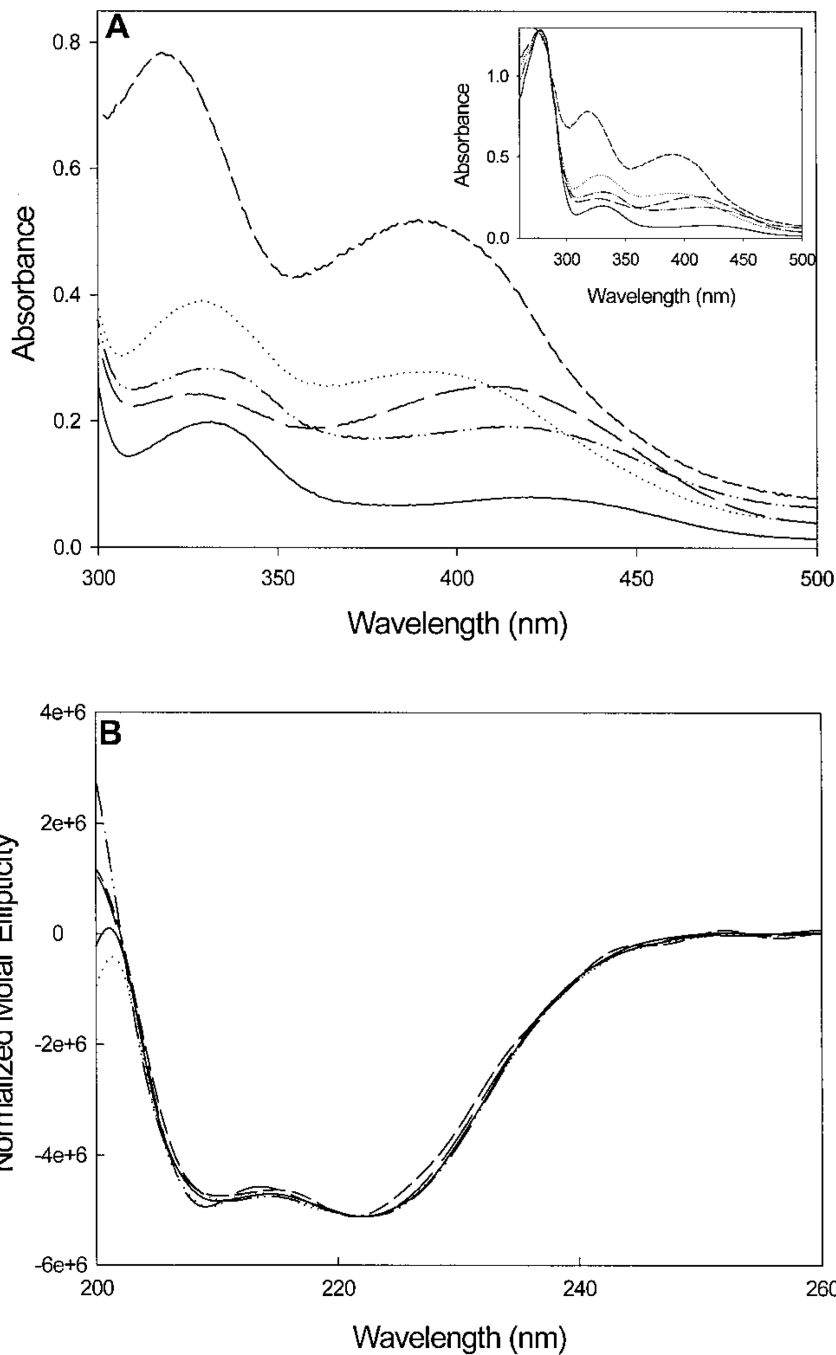 A
0.8
0.6
0.4
0.2
0.0
300
350
400
450
500
Absorbance
Wavelength (nm)
1.0
0.5
0.0
300
350
400
450
500
Absorbance
Wavelength (nm)
B
4e+6
2e+6
0
-2e+6
-4e+6
-6e+6
200
220
240
260
Normalized Molar Ellipticity
Wavelength (nm)